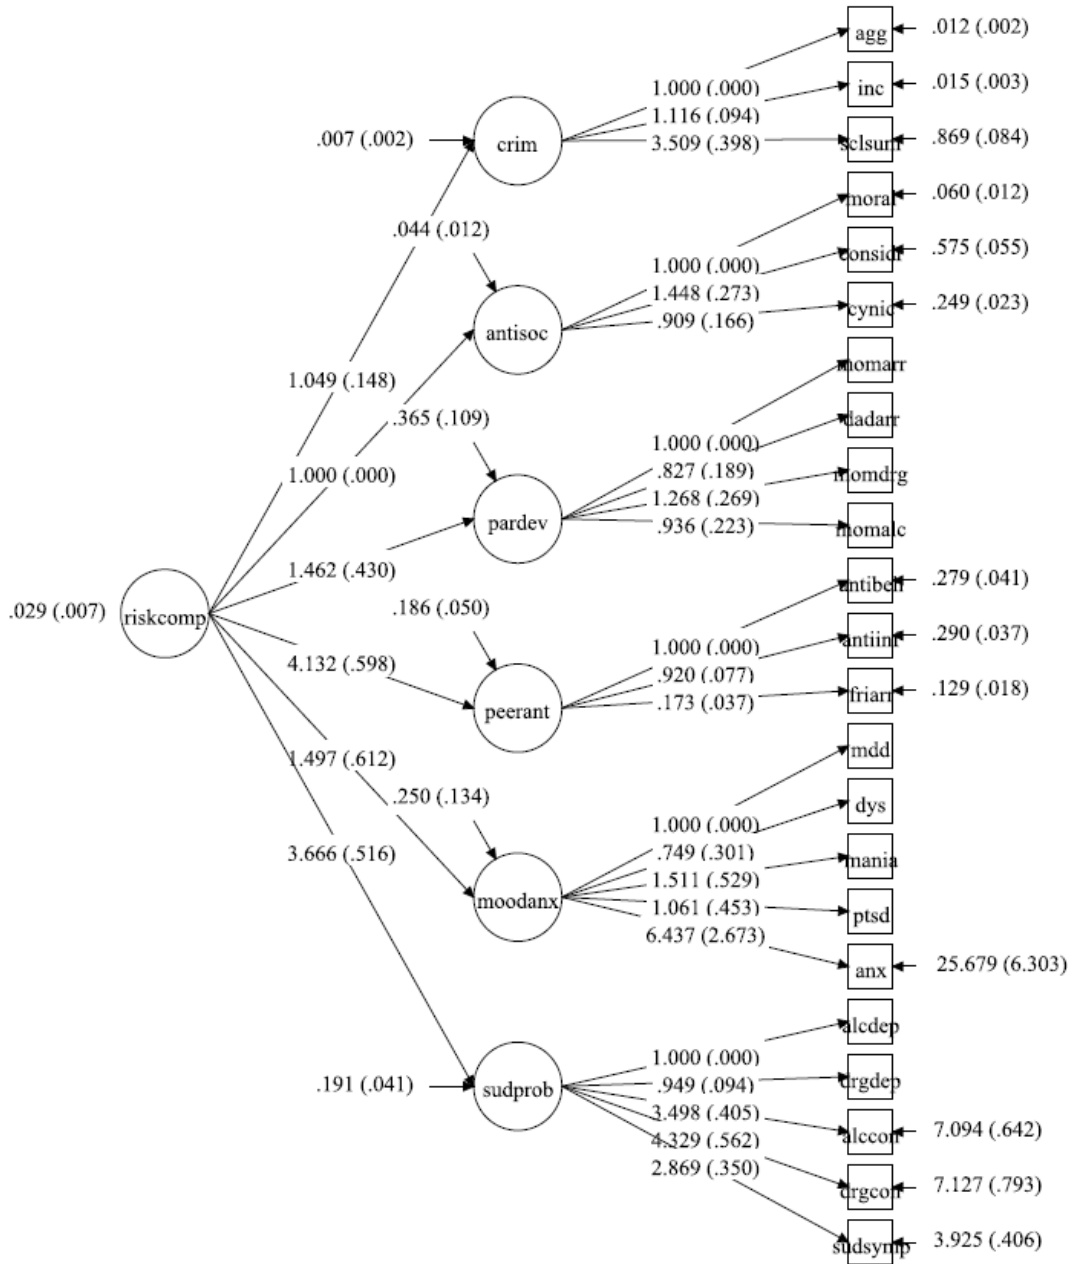 agg
.012 (.002)
1.000 (.000)
inc
.015 (.003)
1.116 (.094)
.007 (.002)
crim
3.509 (.398)
sclsum
.869 (.084)
moral
.060 (.012)
.044 (.012)
1.000 (.000)
considr
.575 (.055)
1.448 (.273)
cynic
.249 (.023)
antisoc
.909 (.166)
momarr
1.049 (.148)
dadarr
.365 (.109)
1.000 (.000)
.827 (.189)
momdrg
1.000 (.000)
1.268 (.269)
pardev
.936 (.223)
momalc
1.462 (.430)
antibeh
.279 (.041)
.029 (.007)
riskcomp
.186 (.050)
antiinf
.290 (.037)
1.000 (.000)
4.132 (.598)
.920 (.077)
friarr
.129 (.018)
peerant
.173 (.037)
mdd
1.497 (.612)
.250 (.134)
dys
1.000 (.000)
3.666 (.516)
.749 (.301)
mania
1.511 (.529)
moodanx
1.061 (.453)
ptsd
6.437 (2.673)
anx
25.679 (6.303)
alcdep
1.000 (.000)
.191 (.041)
sudprob
.949 (.094)
drgdep
3.498 (.405)
alccon
7.094 (.642)
4.329 (.562)
2.869 (.350)
drgcon
7.127 (.793)
sudsymp
3.925 (.406)